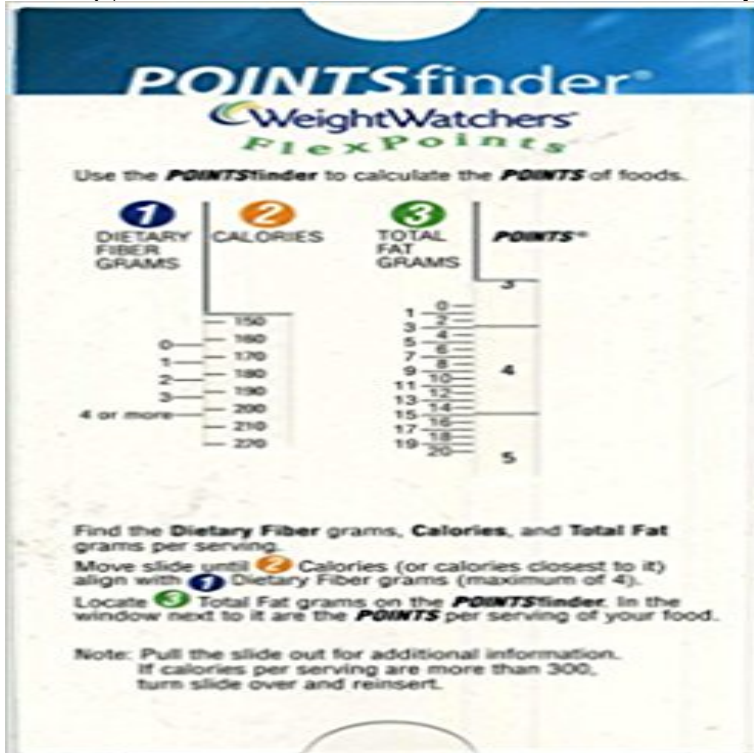 POINTSfinder®
WeightWatchers®
FlexPoints
Use the POINTSfinder to calculate the POINTS of foods.
1 2 3
DIETARY FIBER GRAMS
CALORIES
TOTAL FAT GRAMS
POINTS®
0
1
2
3
4 or more
150
160
170
180
190
200
210
220
0
1
2
3
4
5
6
7
8
9
10
11
12
13
14
15
16
17
18
19
20
3
4
5
Find the Dietary Fiber grams, Calories, and Total Fat
grams per serving.
Move slide until 2 Calories (or calories closest to it)
align with 1 Dietary Fiber grams (maximum of 4).
Locate 3 Total Fat grams on the POINTSfinder. In the
window next to it are the POINTS per serving of your food.
Note: Pull the slide out for additional information.
If calories per serving are more than 300,
turn slide over and reinsert.